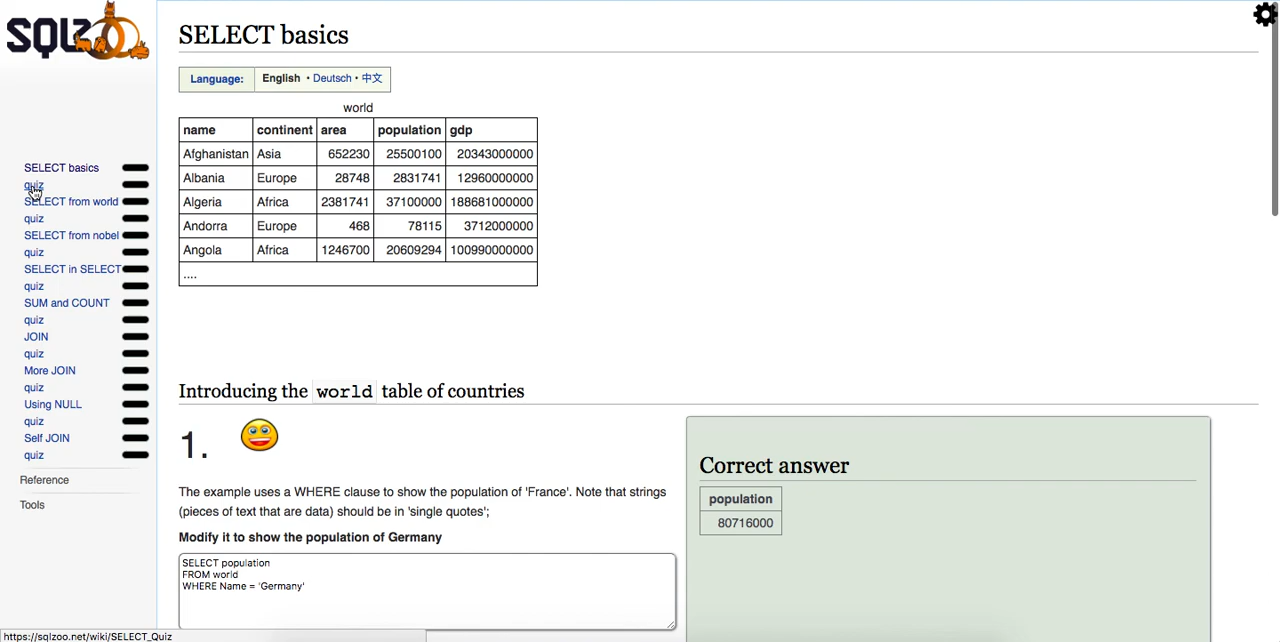 SQLZOO
SELECT basics
quiz
SELECT from world
quiz
SELECT from nobel
quiz
SELECT in SELECT
quiz
SUM and COUNT
quiz
JOIN
quiz
More JOIN
quiz
Using NULL
quiz
Self JOIN
quiz
Reference
Tools
SELECT basics
Language: English • Deutsch • 中文
world
name continent area population gdp
Afghanistan Asia 652230 25500100 20343000000
Albania Europe 28748 2831741 12960000000
Algeria Africa 2381741 37100000 188681000000
Andorra Europe 468 78115 3712000000
Angola Africa 1246700 20609294 100990000000
....
Introducing the world table of countries
1.
The example uses a WHERE clause to show the population of 'France'. Note that strings
(pieces of text that are data) should be in 'single quotes';
Modify it to show the population of Germany
SELECT population
FROM world
WHERE Name = 'Germany'
Correct answer
population
80716000
https://sqlzoo.net/wiki/SELECT_Quiz